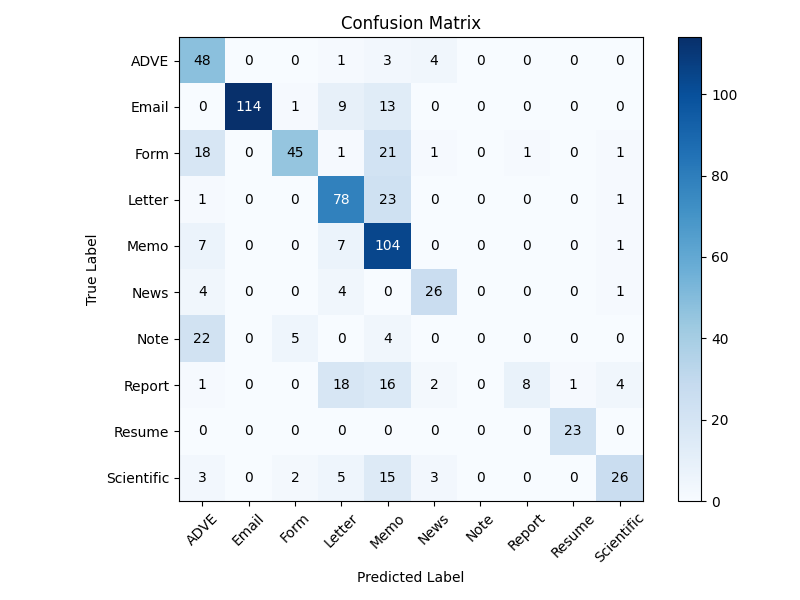 Confusion Matrix
ADVE 48 0 0 1 3 4 0 0 0 0
Email 0 114 1 9 13 0 0 0 0 0
Form 18 0 45 1 21 1 0 1 0 1
Letter 1 0 0 78 23 0 0 0 0 1
Memo 7 0 0 7 104 0 0 0 0 1
News 4 0 0 4 0 26 0 0 0 1
Note 22 0 5 0 4 0 0 0 0 0
Report 1 0 0 18 16 2 0 8 1 4
Resume 0 0 0 0 0 0 0 0 23 0
Scientific 3 0 2 5 15 3 0 0 0 26
ADVE Email Form Letter Memo News Note Report Resume Scientific
Predicted Label
True Label
100
80
60
40
20
0